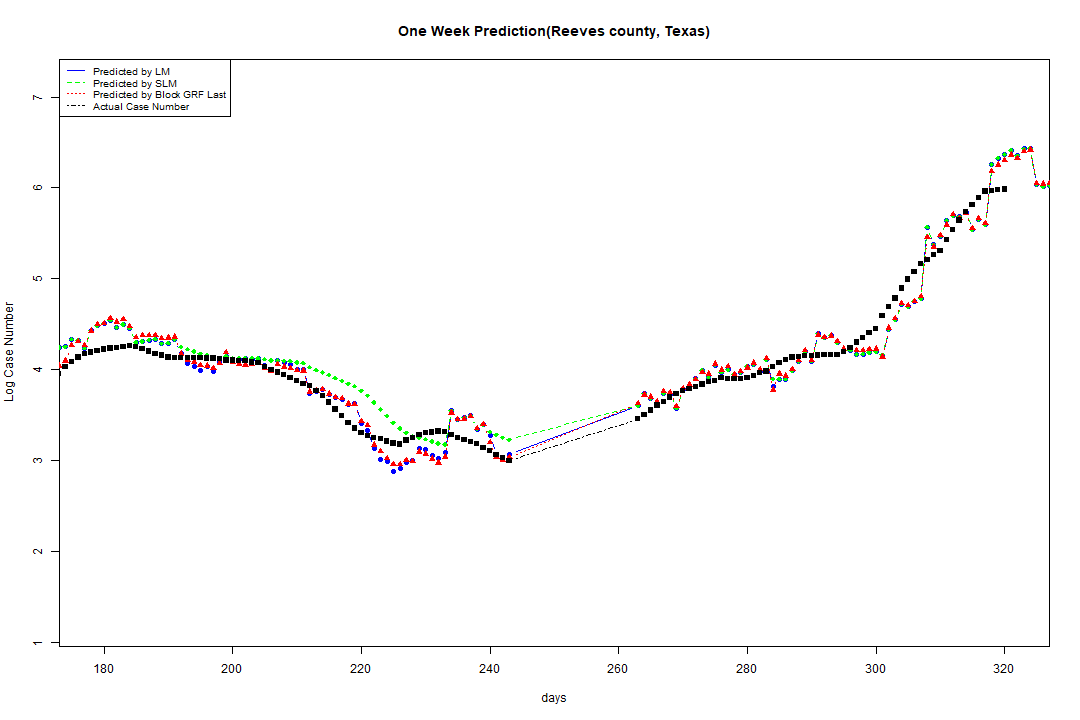 One Week Prediction(Reeves county, Texas)
Predicted by LM
Predicted by SLM
Predicted by Block GRF Last
Actual Case Number
7
6
5
4
3
2
1
Log Case Number
180 200 220 240 260 280 300 320
days